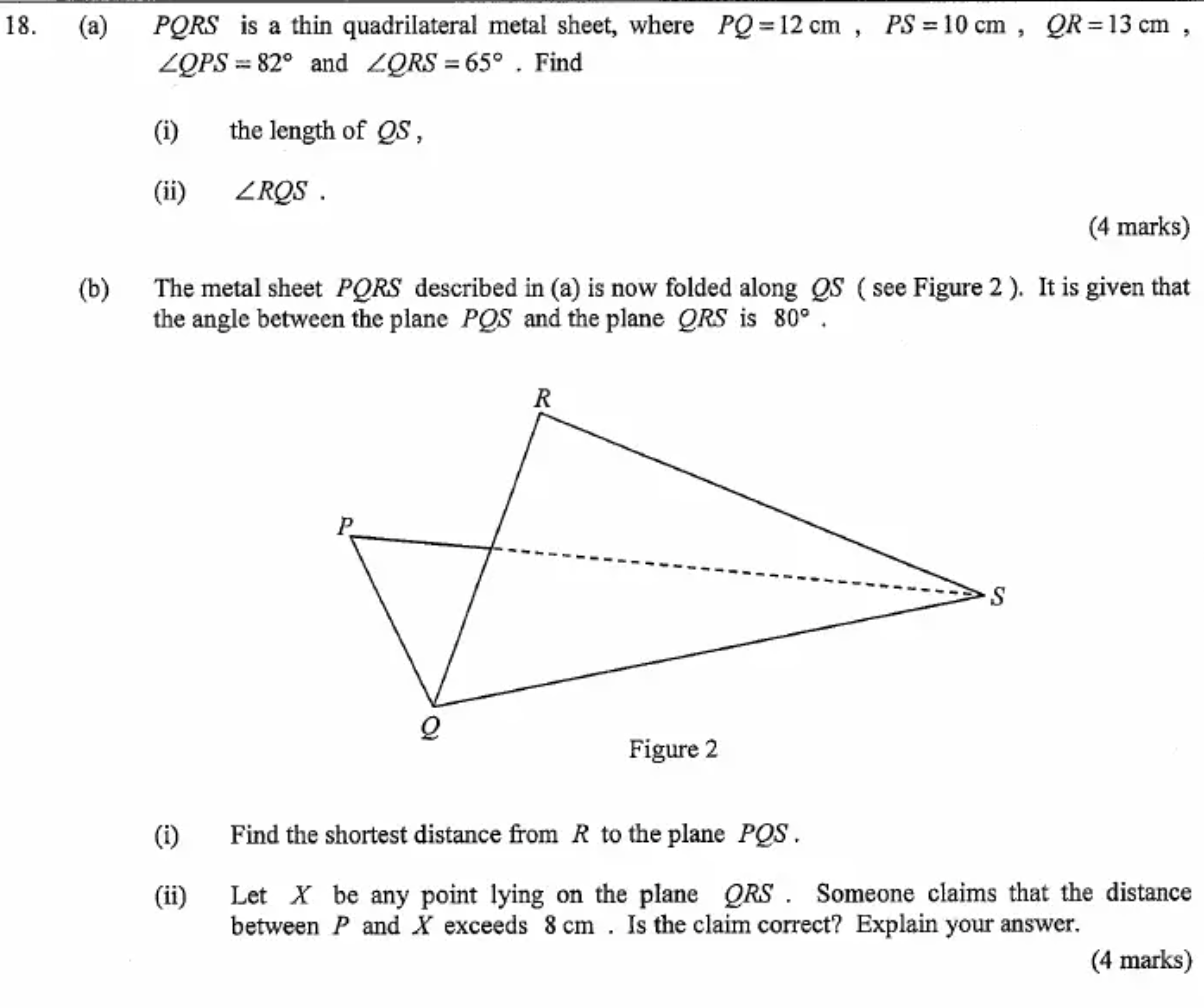 18. (a) PQRS is a thin quadrilateral metal sheet, where PQ = 12 cm , PS = 10 cm , QR = 13 cm ,
∠QPS = 82° and ∠QRS = 65° . Find
(i) the length of QS ,
(ii) ∠RQS .
(4 marks)
(b) The metal sheet PQRS described in (a) is now folded along QS ( see Figure 2 ). It is given that
the angle between the plane PQS and the plane QRS is 80° .
R
P
S
Q
Figure 2
(i) Find the shortest distance from R to the plane PQS .
(ii) Let X be any point lying on the plane QRS . Someone claims that the distance
between P and X exceeds 8 cm . Is the claim correct? Explain your answer.
(4 marks)